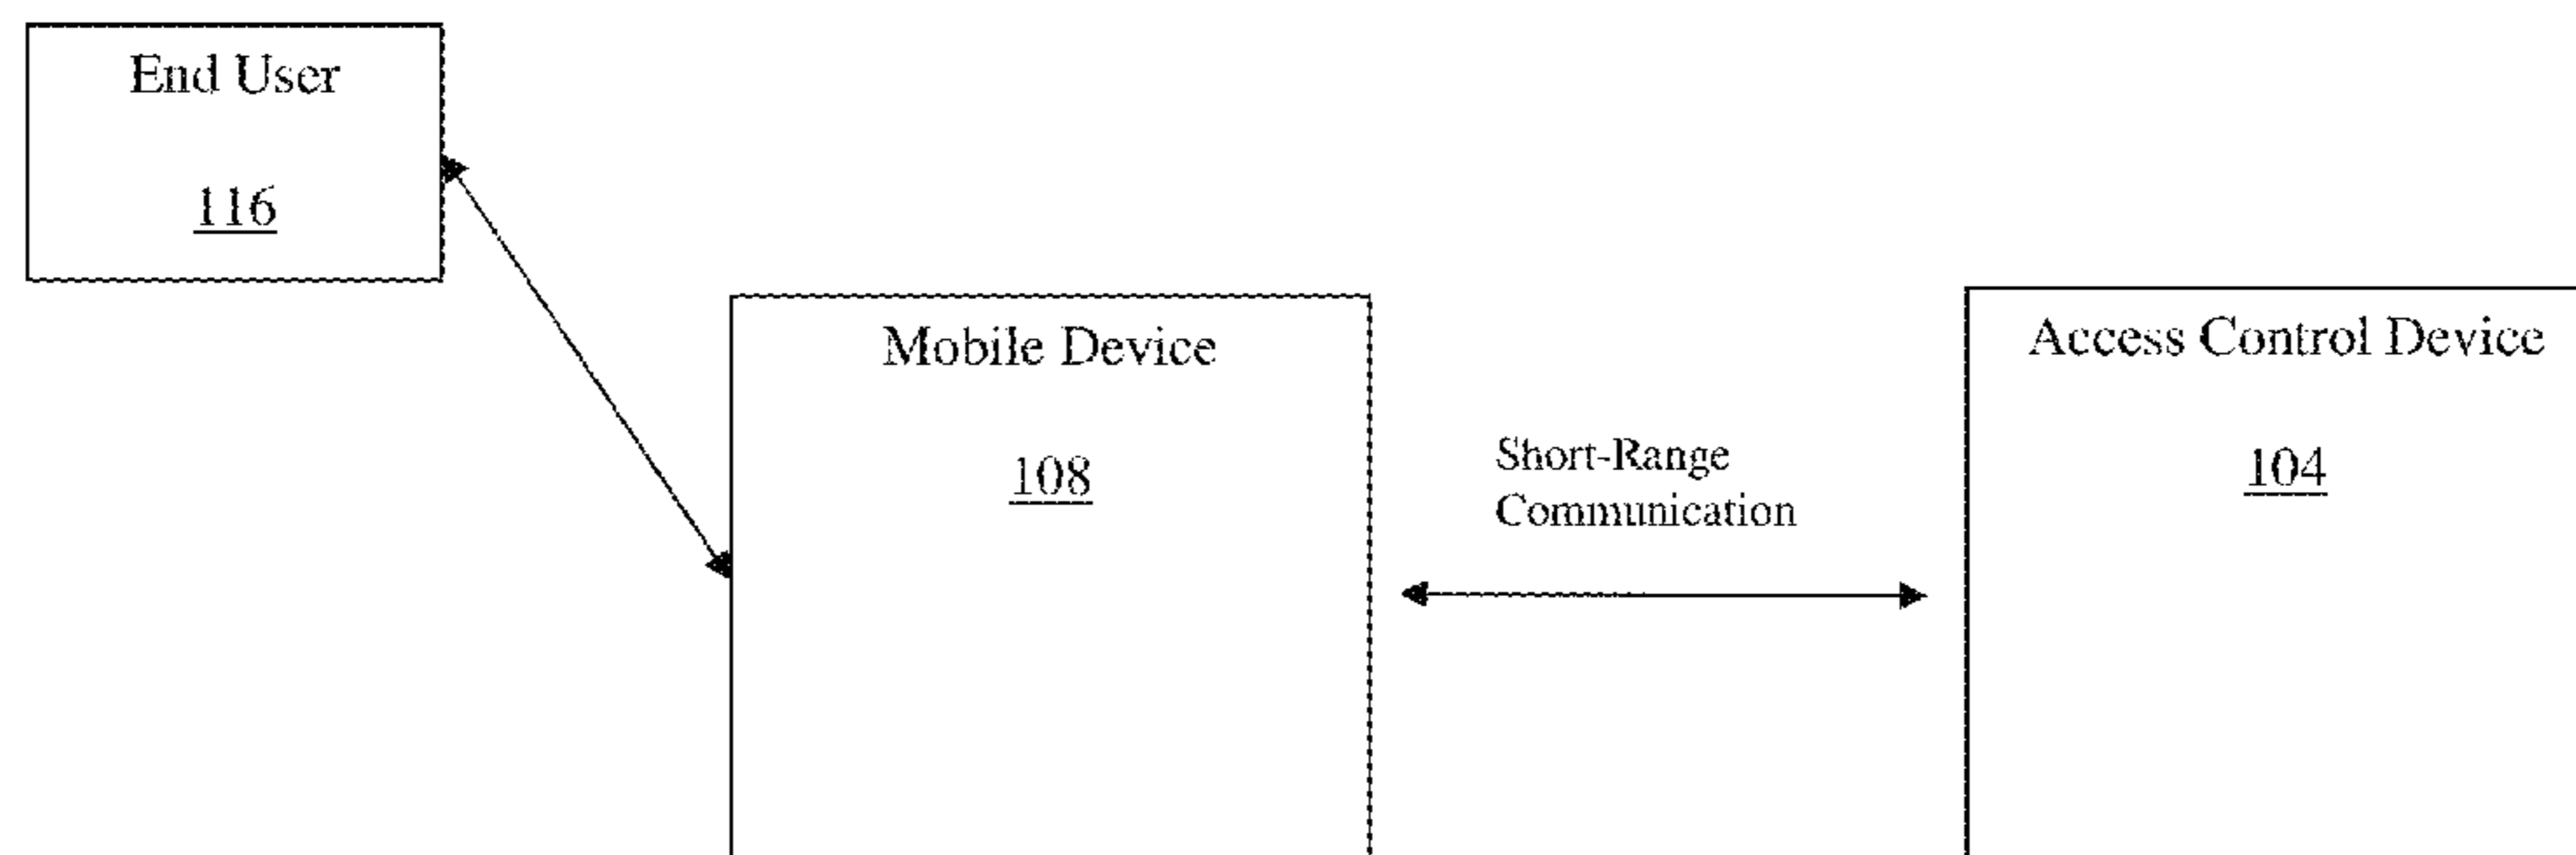 End User
116
Mobile Device
108
Short-Range
Communication
Access Control Device
104